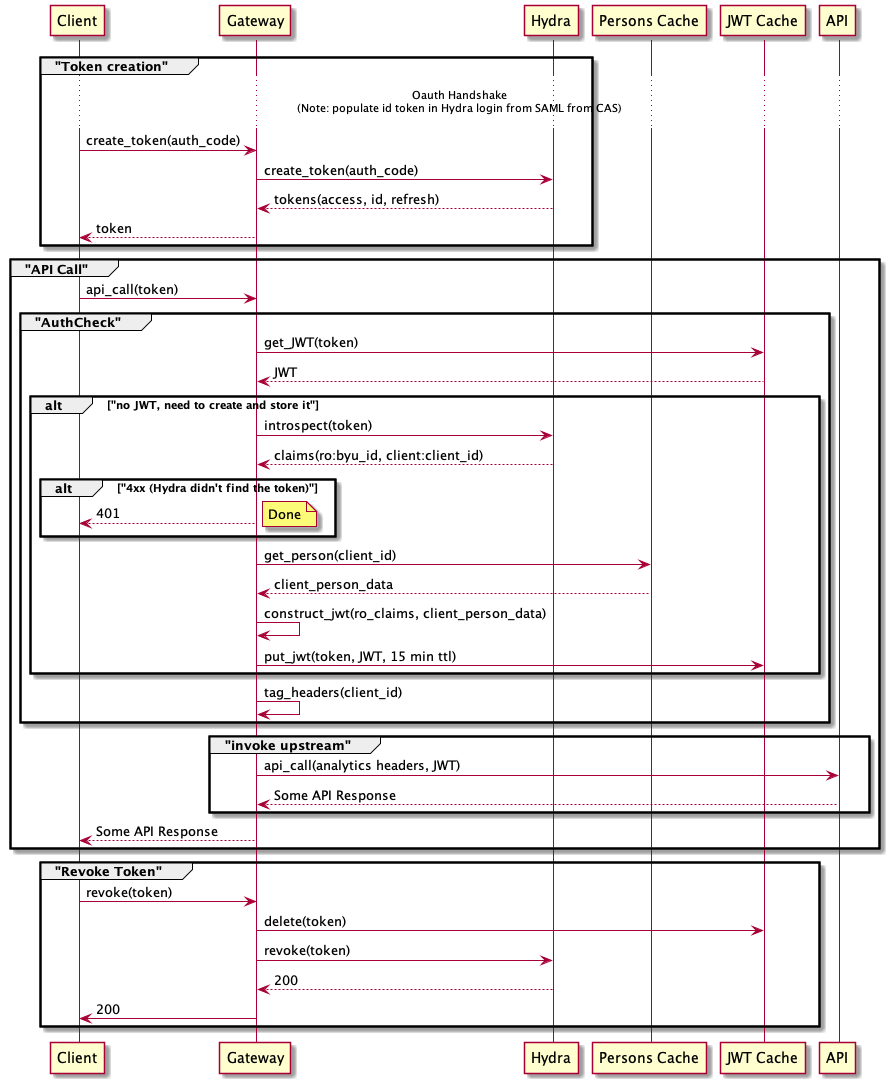 Client Gateway Hydra Persons Cache JWT Cache API
"Token creation"
Oauth Handshake
(Note: populate id token in Hydra login from SAML from CAS)
create_token(auth_code)
create_token(auth_code)
tokens(access, id, refresh)
token
"API Call"
api_call(token)
"AuthCheck"
get_JWT(token)
JWT
alt ["no JWT, need to create and store it"]
introspect(token)
claims(ro:byu_id, client:client_id)
alt ["4xx (Hydra didn't find the token)"]
401 Done
get_person(client_id)
client_person_data
construct_jwt(ro_claims, client_person_data)
put_jwt(token, JWT, 15 min ttl)
tag_headers(client_id)
"invoke upstream"
api_call(analytics headers, JWT)
Some API Response
Some API Response
"Revoke Token"
revoke(token)
delete(token)
revoke(token)
200
200
Client Gateway Hydra Persons Cache JWT Cache API